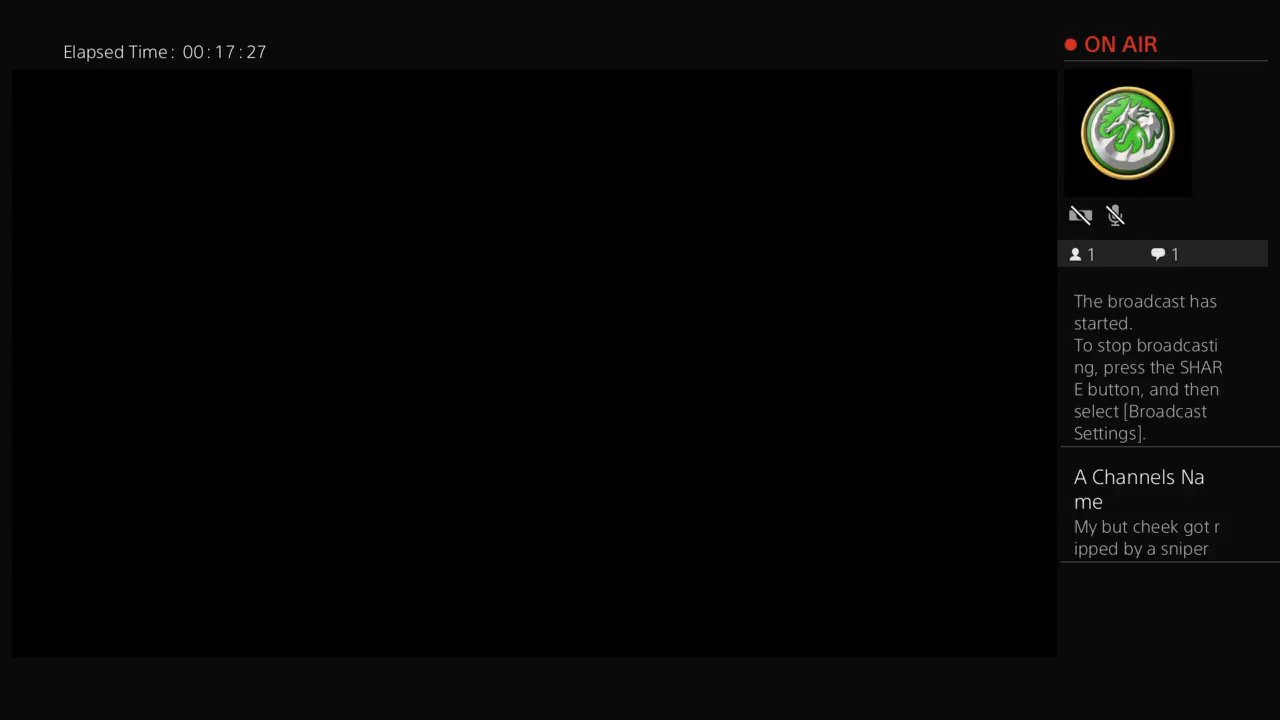 Elapsed Time: 00:17:27
ON AIR
1 1
The broadcast has
started.
To stop broadcasti
ng, press the SHAR
E button, and then
select [Broadcast
Settings].
A Channels Na
me
My but cheek got r
ipped by a sniper